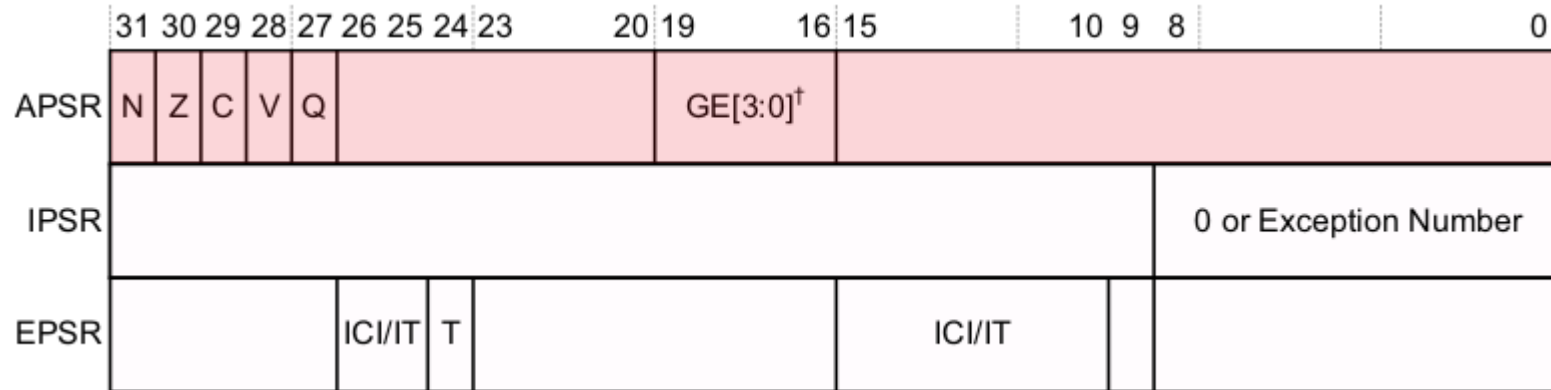 31 30 29 28 27 26 25 24 23 20 19 16 15 10 9 8 0
APSR N Z C V Q GE[3:0]†
IPSR 0 or Exception Number
EPSR ICI/IT T ICI/IT